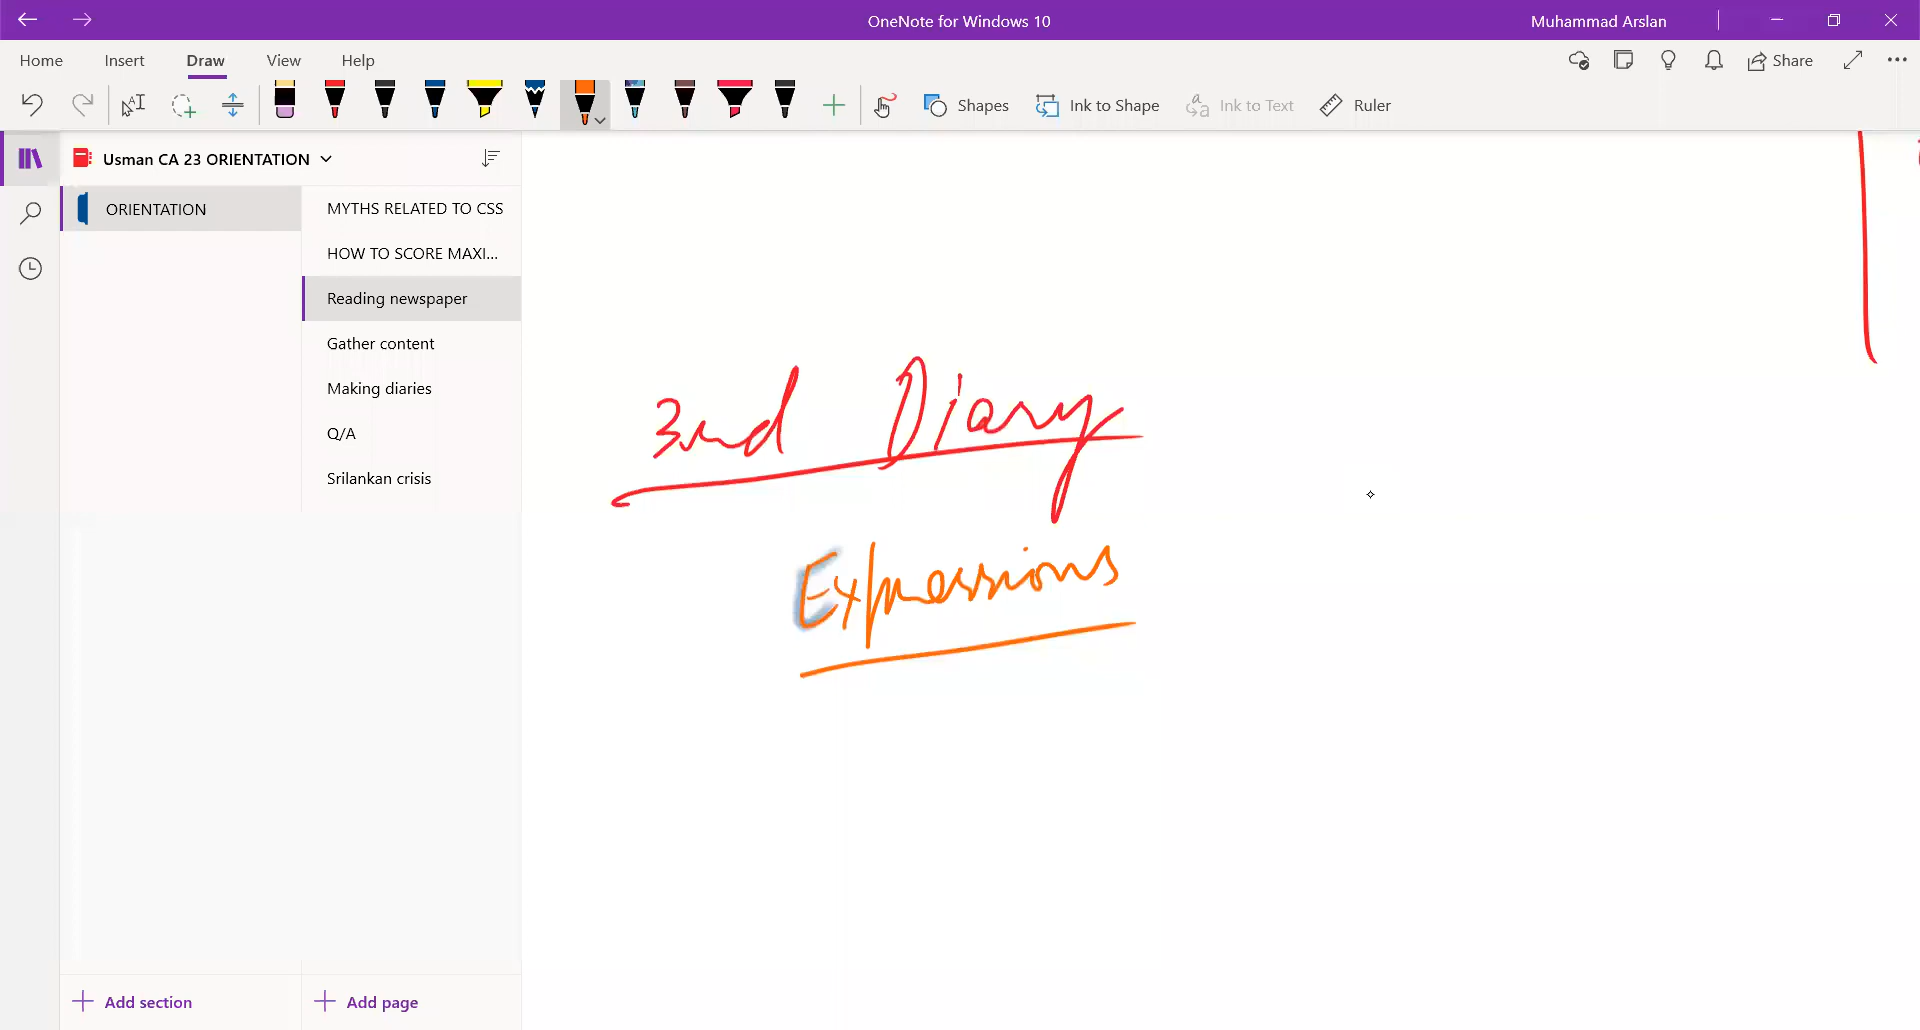 OneNote for Windows 10
Muhammad Arslan
Home Insert Draw View Help
Share
Shapes Ink to Shape Ink to Text Ruler
Usman CA 23 ORIENTATION
ORIENTATION
MYTHS RELATED TO CSS
HOW TO SCORE MAXI...
Reading newspaper
Gather content
Making diaries
Q/A
Srilankan crisis
3rd Diary
Expressions
Add section
Add page